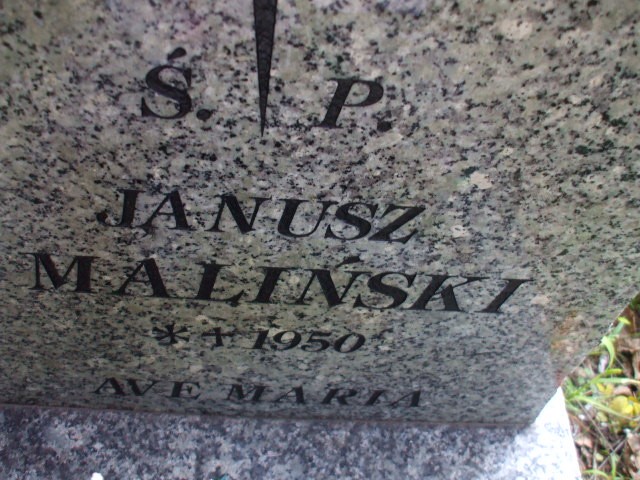 Ś. P.
JANUSZ
MALIŃSKI
* + 1950
AVE MARIA